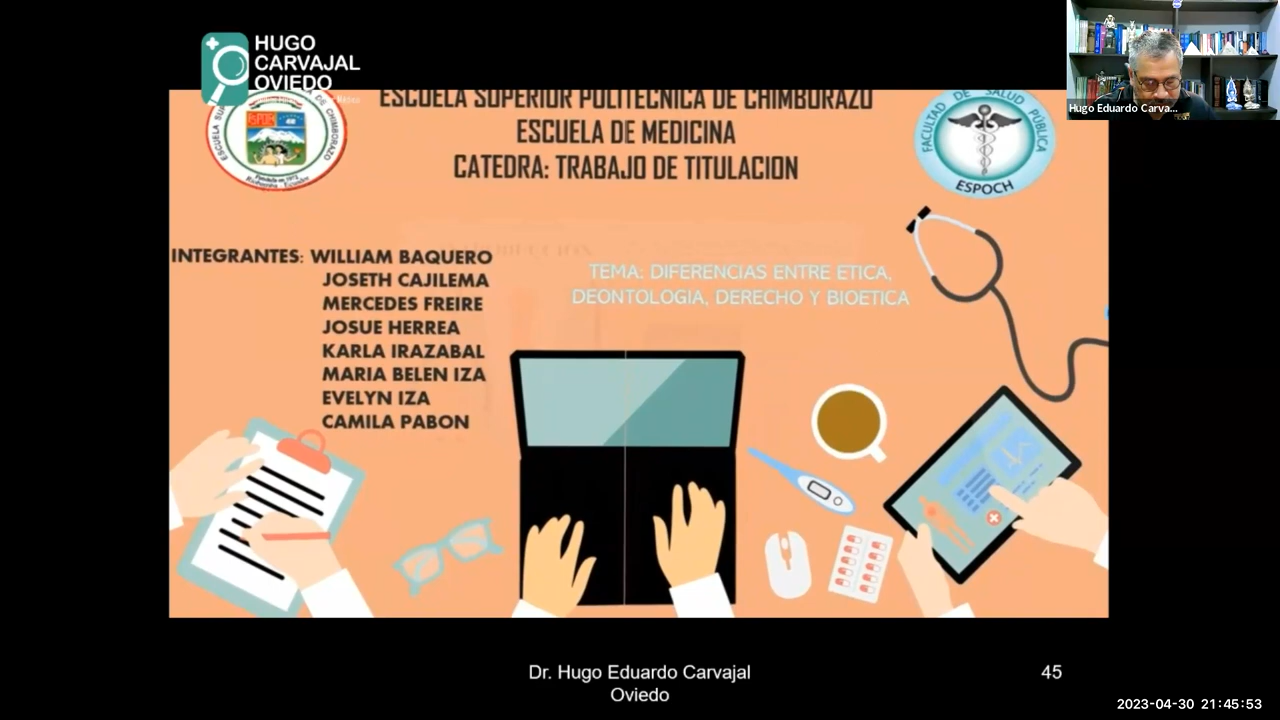 HUGO
CARVAJAL
OVIEDO
Hugo Eduardo Carva...
ESCUELA SUPERIOR POLITECNICA DE CHIMBORAZO
ESCUELA DE MEDICINA
CATEDRA: TRABAJO DE TITULACION
FACULTAD DE SALUD PÚBLICA
ESPOCH
INTEGRANTES: WILLIAM BAQUERO
JOSETH CAJILEMA
MERCEDES FREIRE
JOSUE HERREA
KARLA IRAZABAL
MARIA BELEN IZA
EVELYN IZA
CAMILA PABON
TEMA: DIFERENCIAS ENTRE ETICA,
DEONTOLOGIA, DERECHO Y BIOETICA
Dr. Hugo Eduardo Carvajal
Oviedo
45
2023-04-30 21:45:53